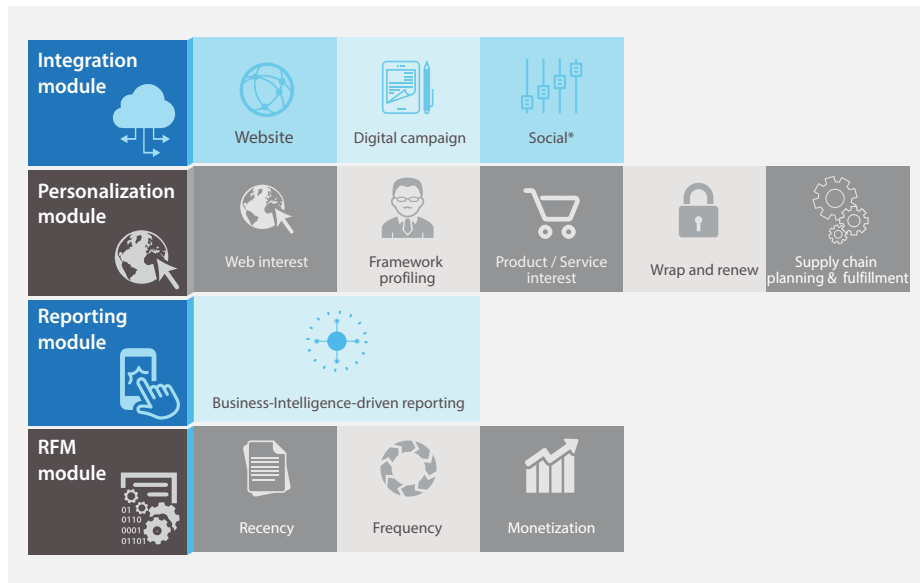 Integration
module
Website
Digital campaign
Social*
Personalization
module
Web interest
Framework
profiling
Product / Service
interest
Wrap and renew
Supply chain
planning & fulfillment
Reporting
module
Business-Intelligence-driven reporting
RFM
module
01
0110
0001
01101
Recency
Frequency
Monetization